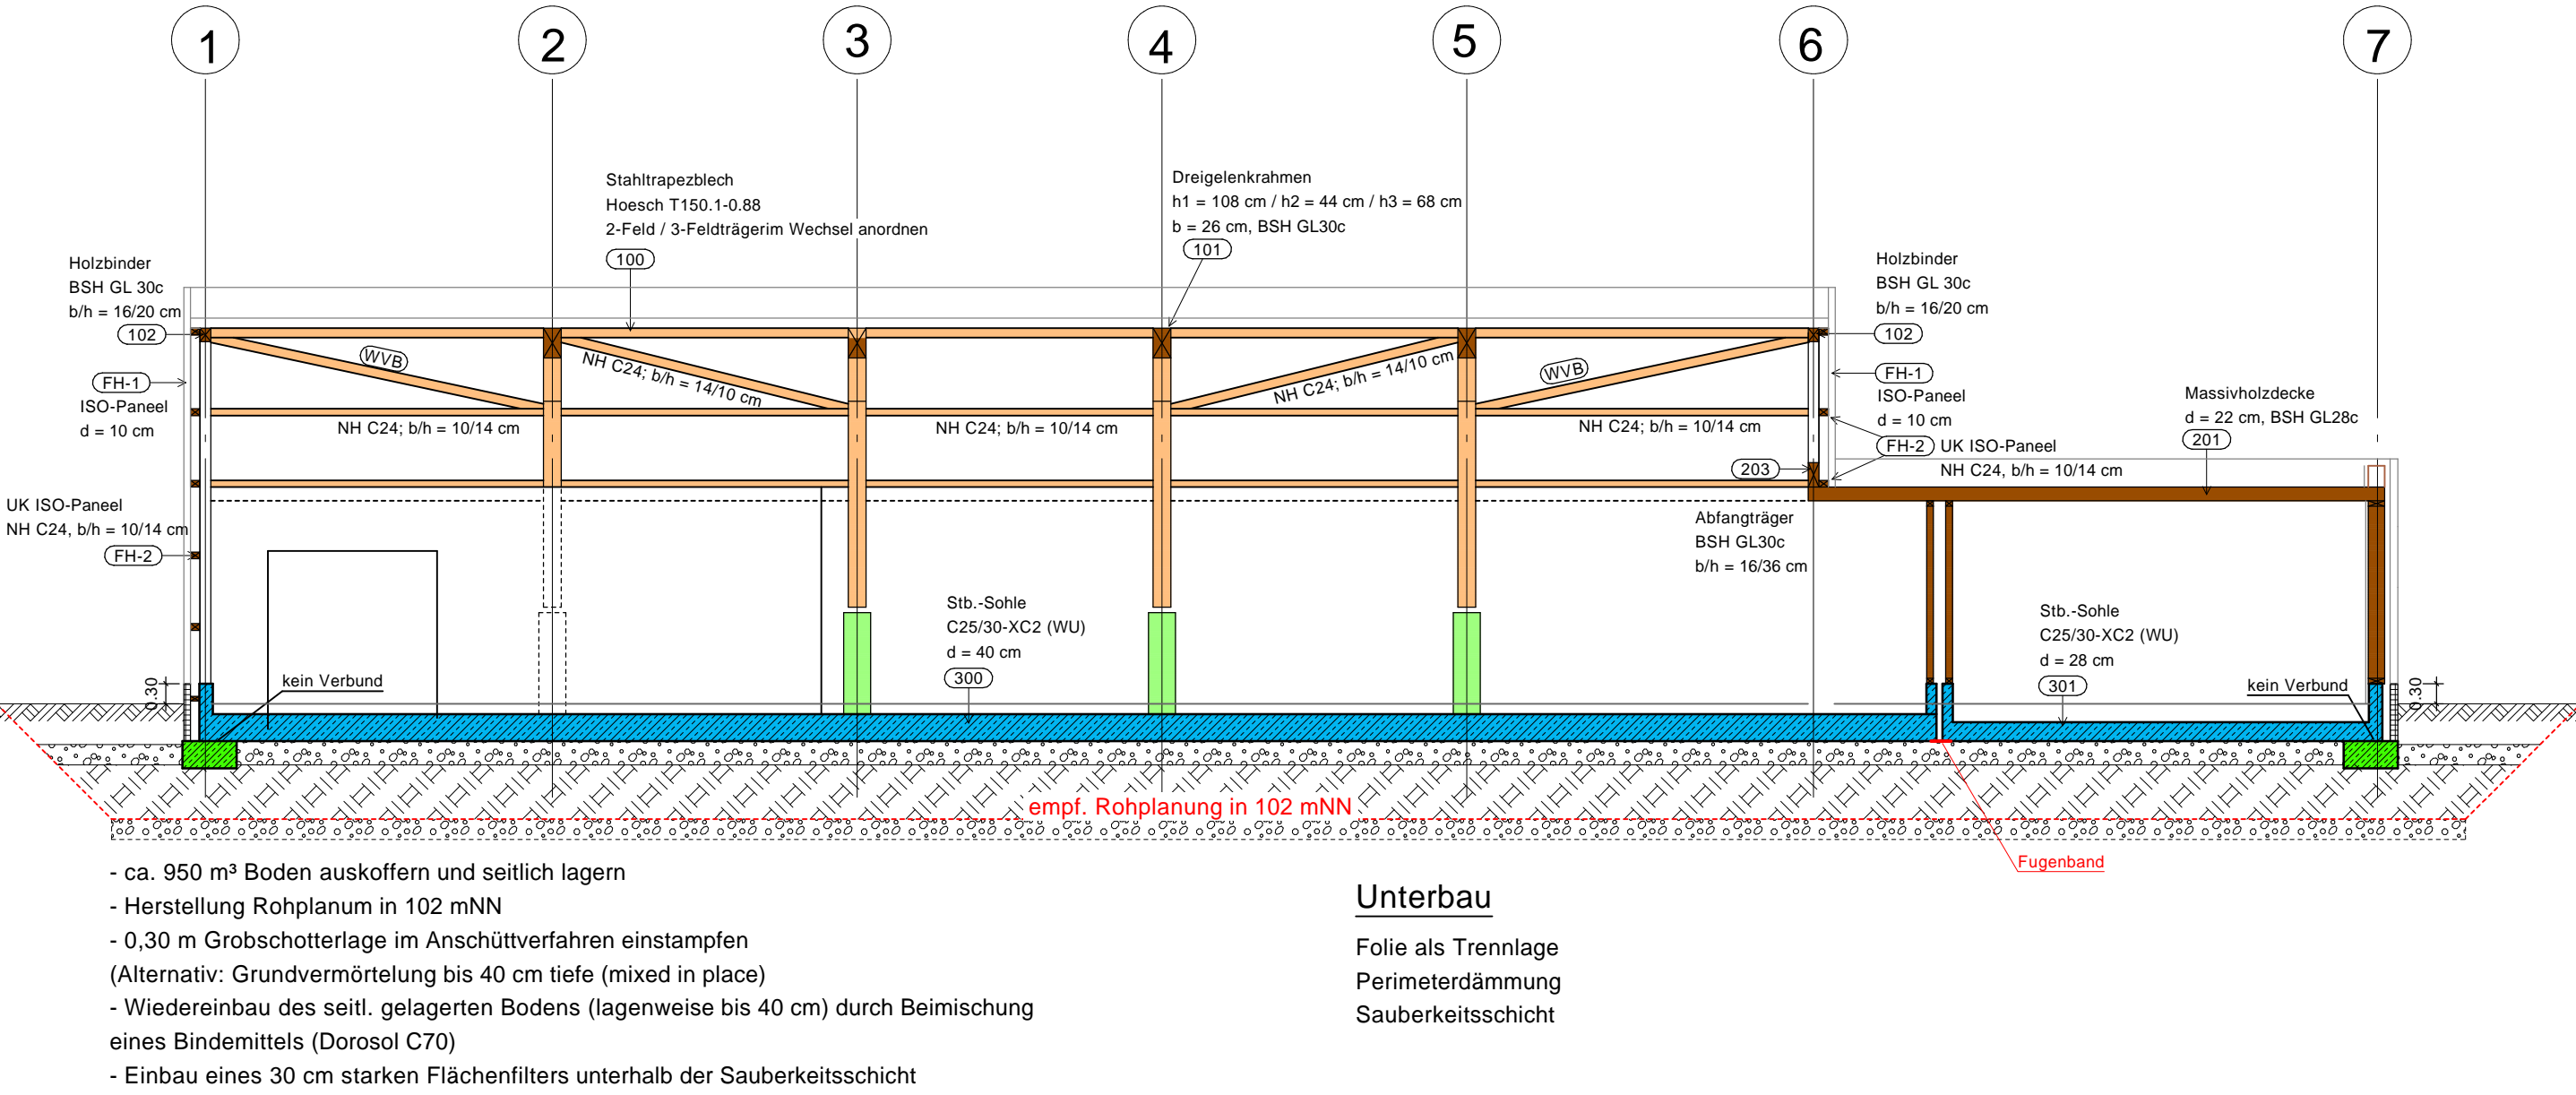 1 2 3 4 5 6 7
Stahltrapezblech
Hoesch T150.1-0.88
2-Feld / 3-Feldträgerim Wechsel anordnen
100
Dreigelenkrahmen
h1 = 108 cm / h2 = 44 cm / h3 = 68 cm
b = 26 cm, BSH GL30c
101
Holzbinder
BSH GL 30c
b/h = 16/20 cm
102
Holzbinder
BSH GL 30c
b/h = 16/20 cm
102
WVB
NH C24; b/h = 14/10 cm
NH C24; b/h = 14/10 cm
WVB
FH-1
ISO-Paneel
d = 10 cm
FH-1
ISO-Paneel
d = 10 cm
FH-2 UK ISO-Paneel
NH C24, b/h = 10/14 cm
Massivholzdecke
d = 22 cm, BSH GL28c
201
NH C24; b/h = 10/14 cm
NH C24; b/h = 10/14 cm
NH C24; b/h = 10/14 cm
203
UK ISO-Paneel
NH C24, b/h = 10/14 cm
FH-2
Abfangträger
BSH GL30c
b/h = 16/36 cm
Stb.-Sohle
C25/30-XC2 (WU)
d = 40 cm
300
Stb.-Sohle
C25/30-XC2 (WU)
d = 28 cm
301
0.30
kein Verbund
kein Verbund
0.30
empf. Rohplanung in 102 mNN
Fugenband
- ca. 950 m³ Boden auskoffern und seitlich lagern
- Herstellung Rohplanum in 102 mNN
- 0,30 m Grobschotterlage im Anschüttverfahren einstampfen
(Alternativ: Grundvermörtelung bis 40 cm tiefe (mixed in place)
- Wiedereinbau des seitl. gelagerten Bodens (lagenweise bis 40 cm) durch Beimischung
eines Bindemittels (Dorosol C70)
- Einbau eines 30 cm starken Flächenfilters unterhalb der Sauberkeitsschicht
Unterbau
Folie als Trennlage
Perimeterdämmung
Sauberkeitsschicht